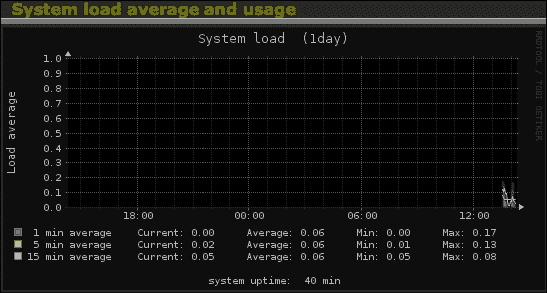 System load average and usage
System load  (1day)
RRDTOOL / TOBI OETIKER
Load average
1.0
0.9
0.8
0.7
0.6
0.5
0.4
0.3
0.2
0.1
0.0
18:00 00:00 06:00 12:00
1 min average Current: 0.00 Average: 0.06 Min: 0.00 Max: 0.17
5 min average Current: 0.02 Average: 0.06 Min: 0.01 Max: 0.13
15 min average Current: 0.05 Average: 0.06 Min: 0.05 Max: 0.08
system uptime: 40 min